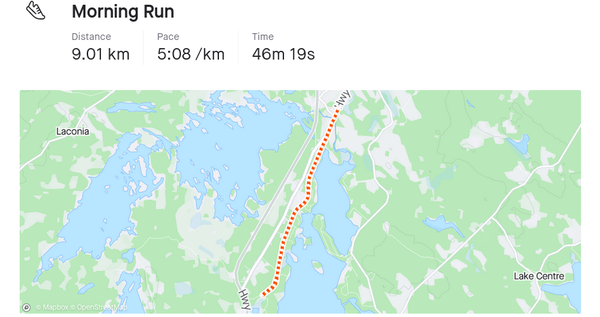 Morning Run
Distance Pace Time
9.01 km 5:08 /km 46m 19s
Hwy
Laconia
Lake Centre
Hwy
© Mapbox © OpenStreetMap